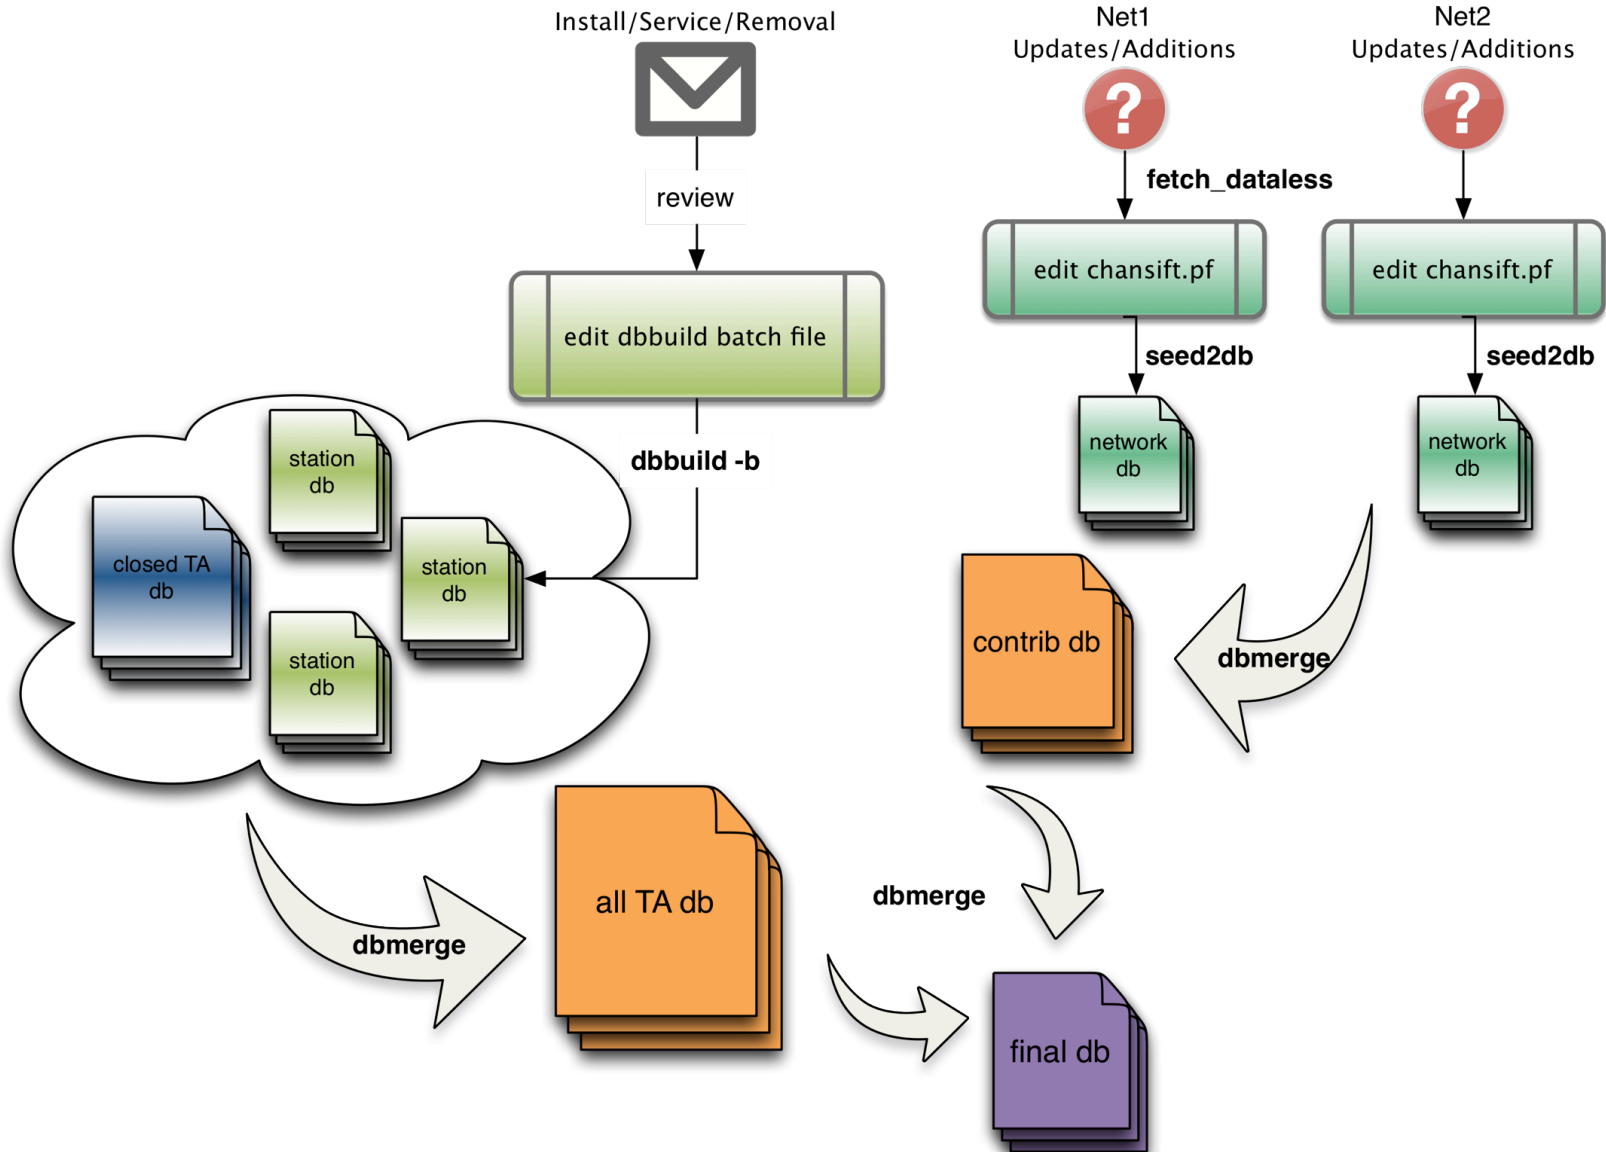 Install/Service/Removal
review
edit dbbuild batch file
dbbuild -b
station
db
closed TA
db
station
db
station
db
dbmerge
all TA db
Net1
Updates/Additions
fetch_dataless
edit chansift.pf
seed2db
network
db
Net2
Updates/Additions
edit chansift.pf
seed2db
network
db
dbmerge
contrib db
dbmerge
final db